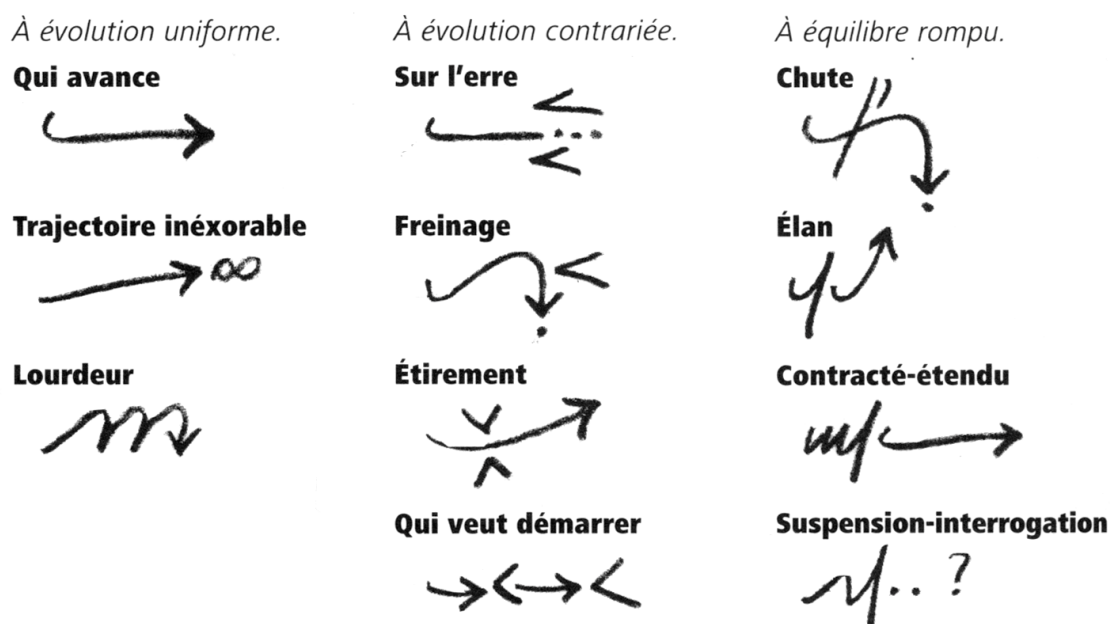 À évolution uniforme.
Qui avance
Trajectoire inéxorable
∞
Lourdeur
À évolution contrariée.
Sur l'erre
Freinage
Étirement
Qui veut démarrer
À équilibre rompu.
Chute
Élan
Contracté-étendu
Suspension-interrogation
?